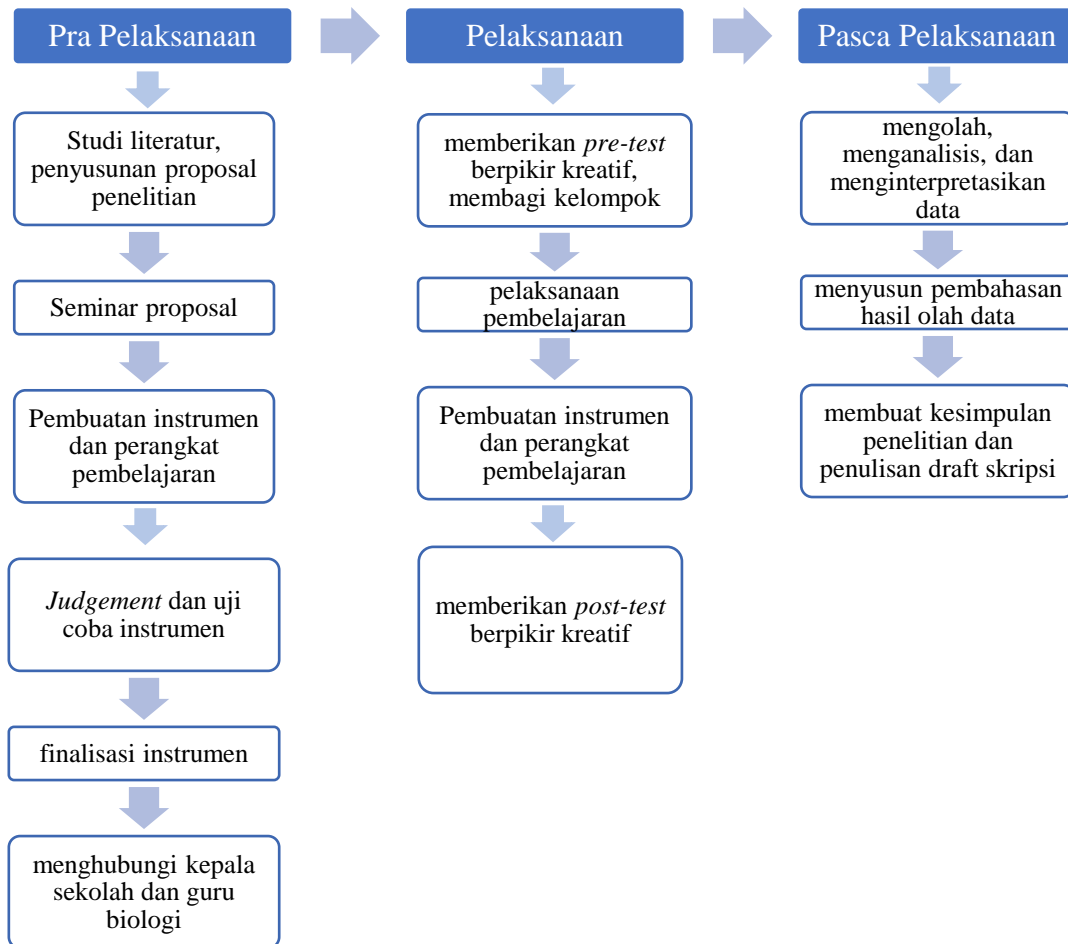 Pra Pelaksanaan
Studi literatur,
penyusunan proposal
penelitian
Seminar proposal
Pembuatan instrumen
dan perangkat
pembelajaran
Judgement dan uji
coba instrumen
finalisasi instrumen
menghubungi kepala
sekolah dan guru
biologi
Pelaksanaan
memberikan pre-test
berpikir kreatif,
membagi kelompok
pelaksanaan
pembelajaran
Pembuatan instrumen
dan perangkat
pembelajaran
memberikan post-test
berpikir kreatif
Pasca Pelaksanaan
mengolah,
menganalisis, dan
menginterpretasikan
data
menyusun pembahasan
hasil olah data
membuat kesimpulan
penelitian dan
penulisan draft skripsi